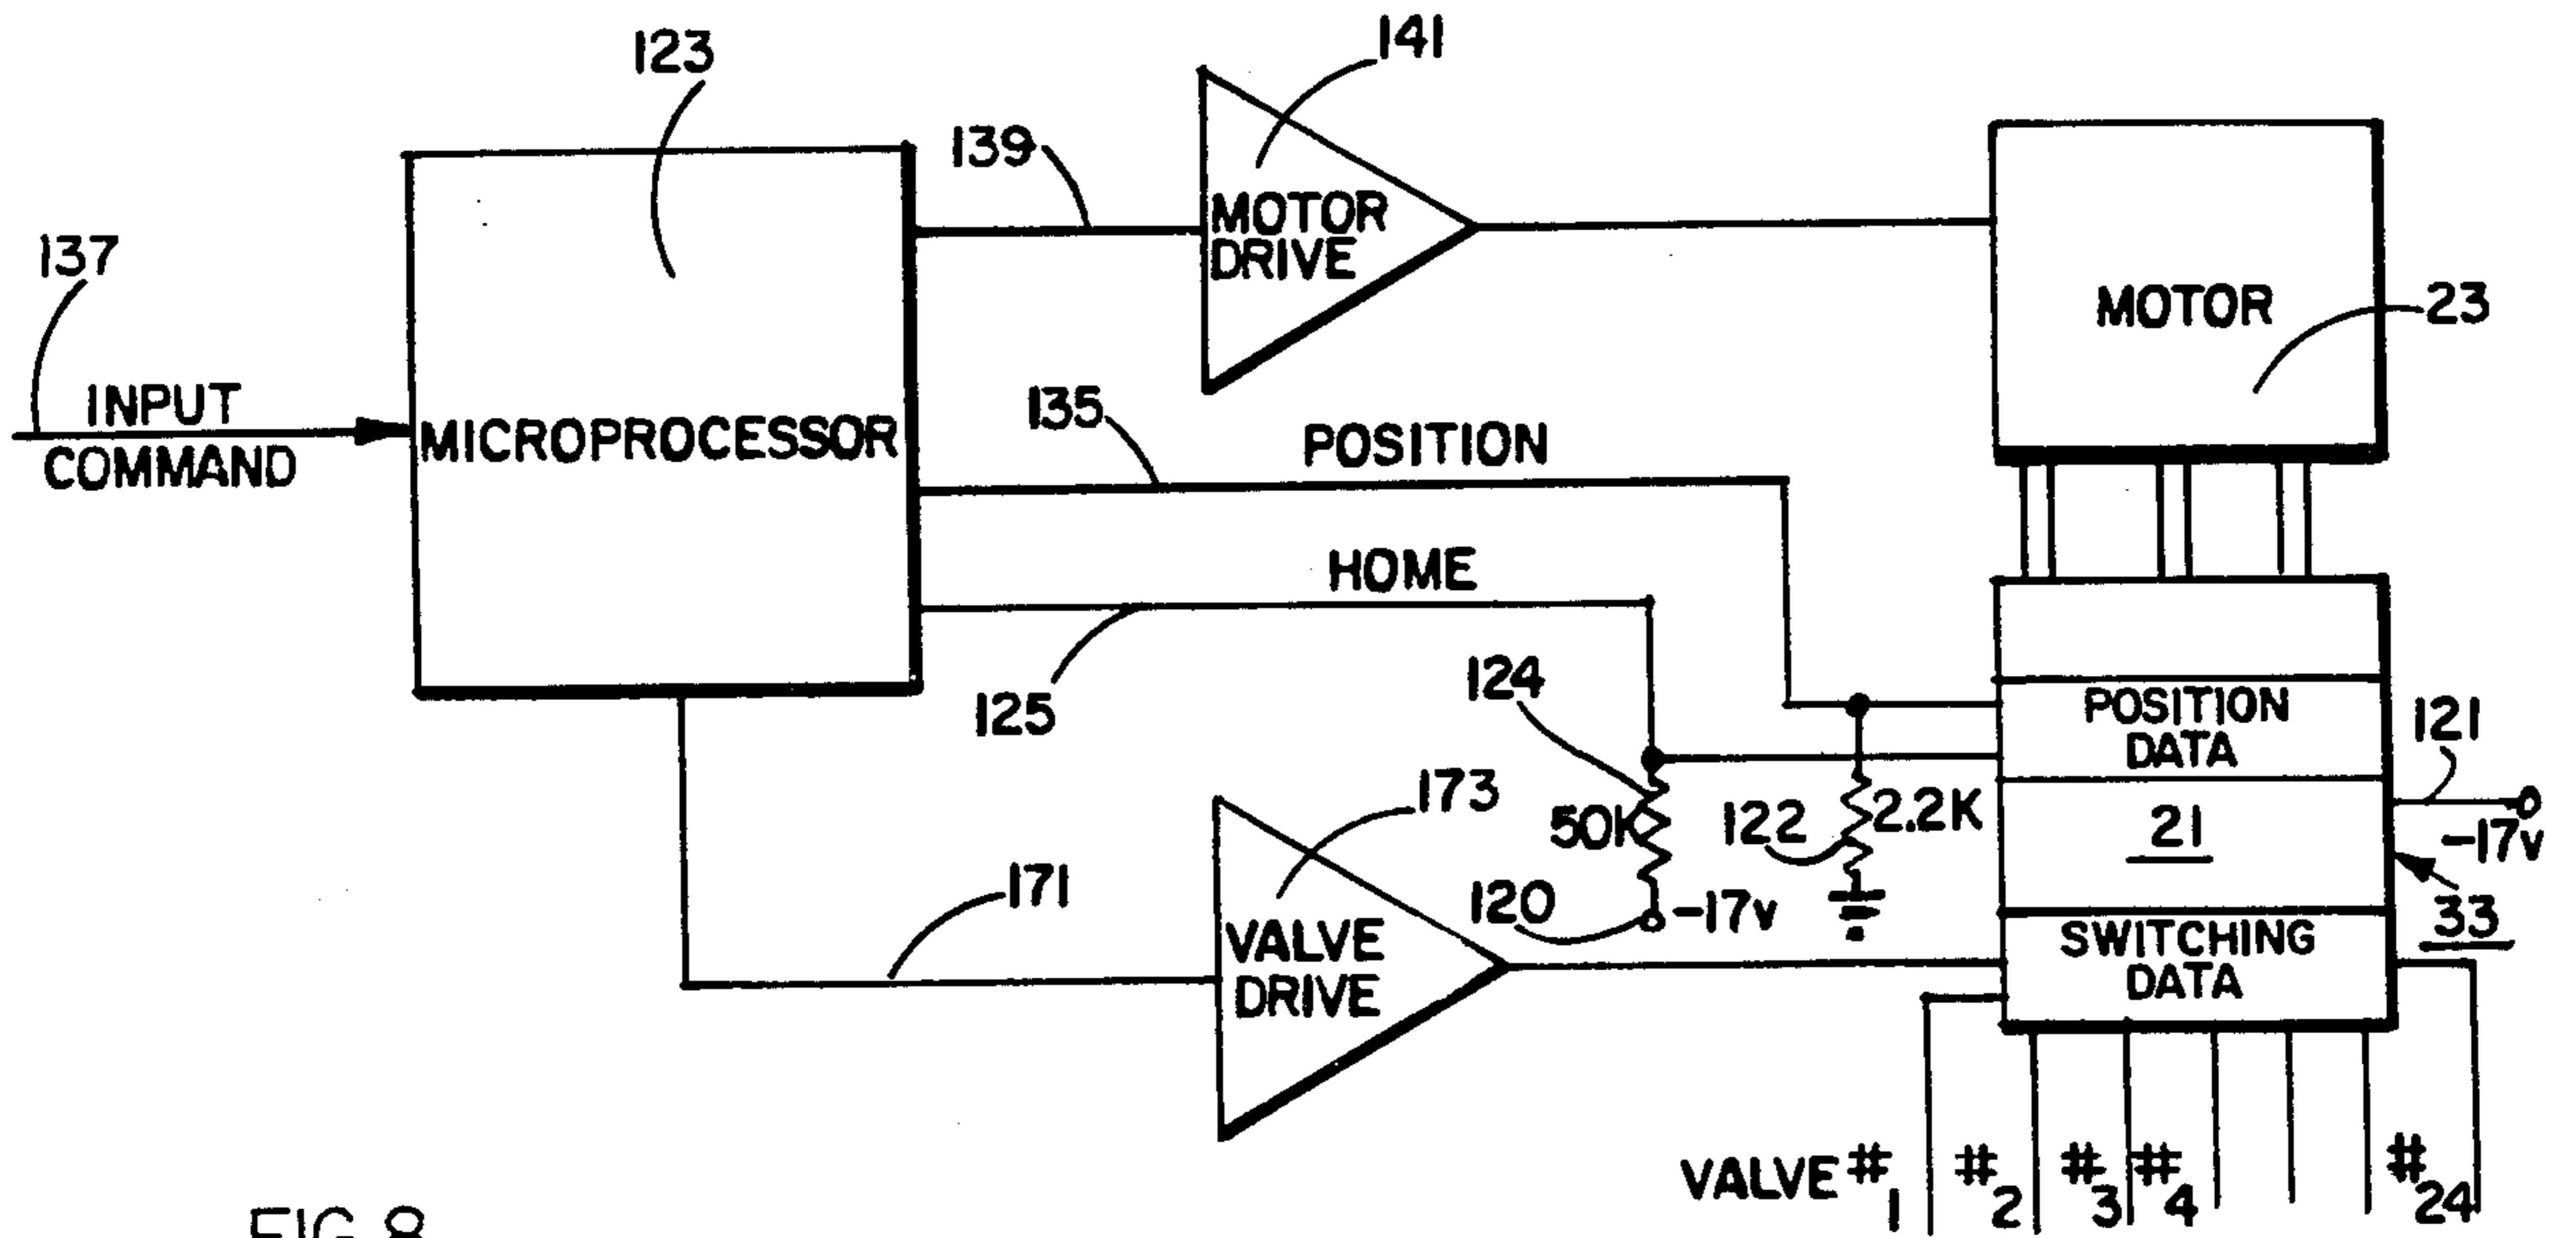 123
141
139
137
MOTOR
DRIVE
MOTOR
23
INPUT
COMMAND
MICROPROCESSOR
135
POSITION
HOME
125
124
POSITION
DATA
121
-17v
50K
122
2.2K
21
33
173
171
120
-17v
VALVE
DRIVE
SWITCHING
DATA
VALVE #1 #2 #3 #4 #24
FIG. 8